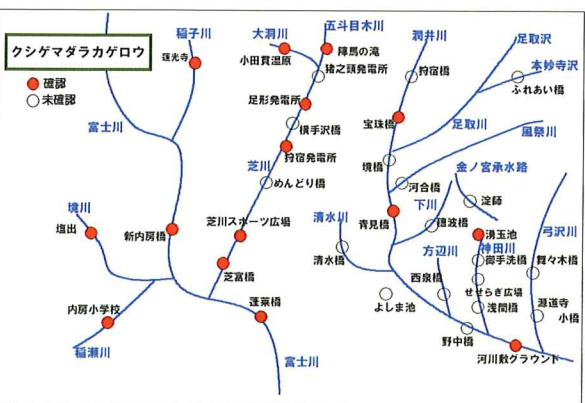 クシゲマダラカゲロウ
確認
未確認
稲子川
蓮光寺
富士川
大洞川
小田貫湿原
五斗目木川
陣馬の滝
猪之頭発電所
足形発電所
横手沢橋
狩宿発電所
芝川
めんどり橋
芝川スポーツ広場
芝富橋
境川
塩出
新内房橋
内房小学校
稲瀬川
蓬莱橋
富士川
潤井川
狩宿橋
宝珠橋
境橋
足取沢
本妙寺沢
ふれあい橋
足取川
風祭川
金ノ宮承水路
河合橋
淀師
下川
青見橋
穂波橋
清水川
清水橋
よしま池
方辺川
西泉橋
湧玉池
神田川
御手洗橋
せせらぎ広場
浅間橋
野中橋
弓沢川
舞々木橋
源道寺
小橋
河川敷グラウンド